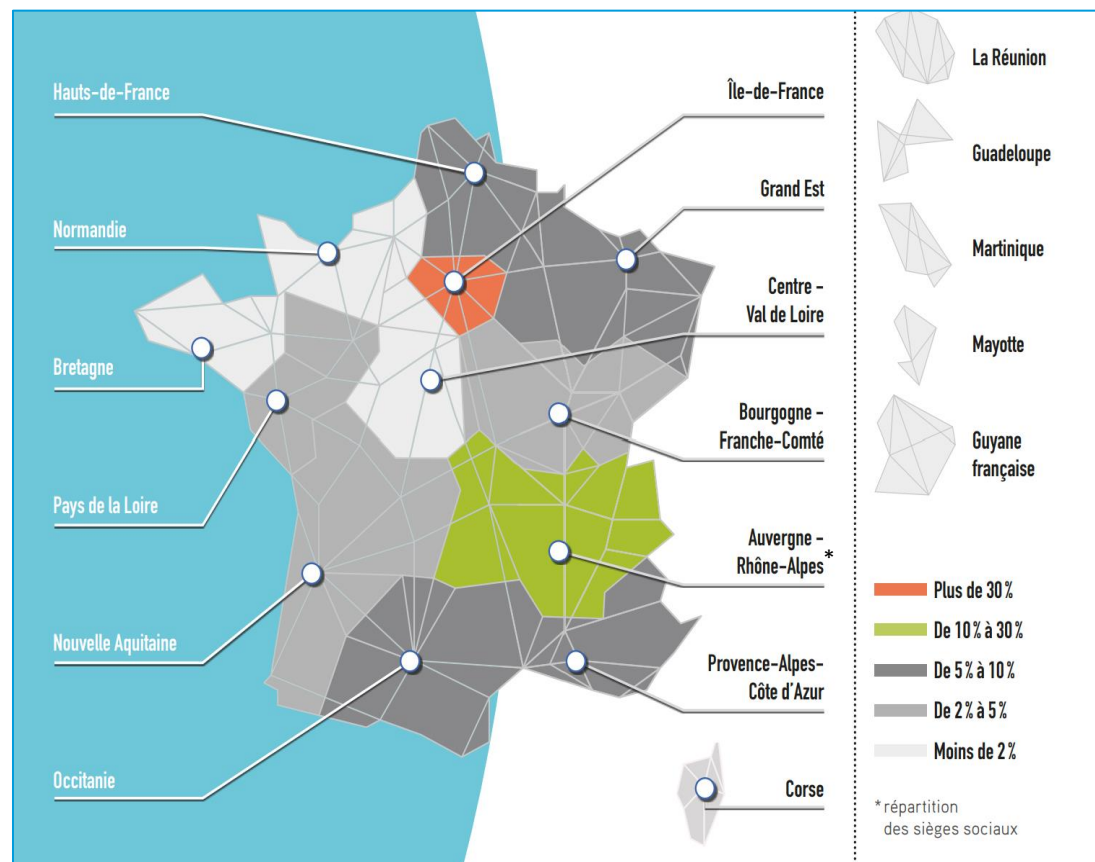 Hauts-de-France
Normandie
Bretagne
Pays de la Loire
Nouvelle Aquitaine
Occitanie
Île-de-France
Grand Est
Centre -
Val de Loire
Bourgogne -
Franche-Comté
Auvergne -
Rhône-Alpes*
Provence-Alpes-
Côte d'Azur
Corse
La Réunion
Guadeloupe
Martinique
Mayotte
Guyane
française
Plus de 30 %
De 10 % à 30 %
De 5 % à 10 %
De 2 % à 5 %
Moins de 2 %
* répartition
des sièges sociaux